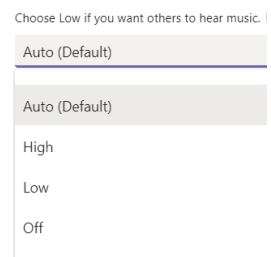 Choose Low if you want others to hear music.
Auto (Default)
Auto (Default)
High
Low
Off